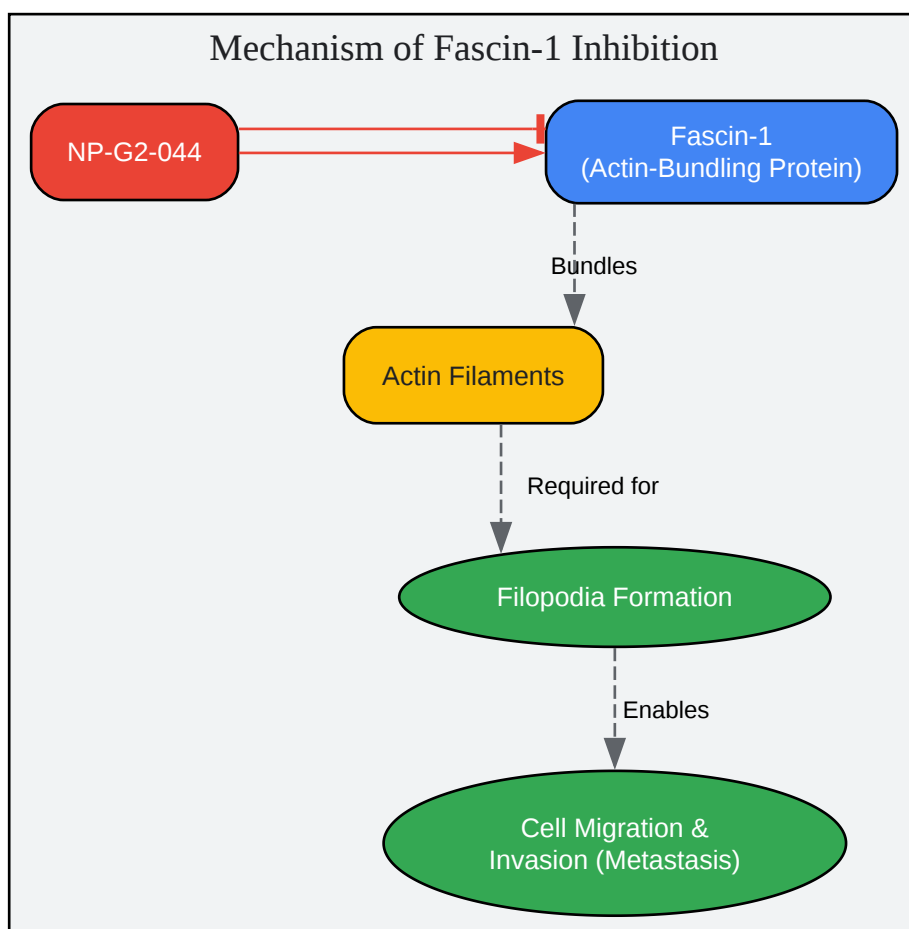 Mechanism of Fascin-1 Inhibition
NP-G2-044
Fascin-1
(Actin-Bundling Protein)
Bundles
Actin Filaments
Required for
Filopodia Formation
Enables
Cell Migration &
Invasion (Metastasis)